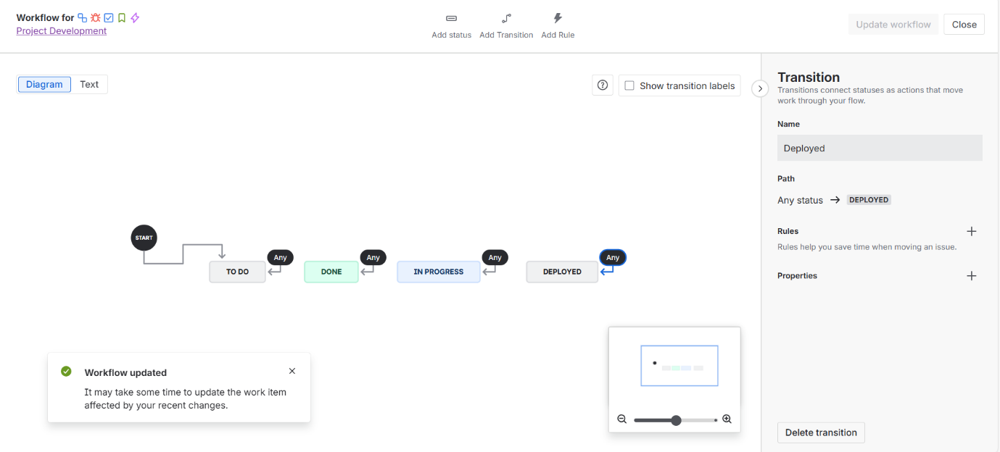 Workflow for
Project Development
Add status
Add Transition
Add Rule
Update workflow
Close
Diagram
Text
Show transition labels
START
TO DO
Any
DONE
Any
IN PROGRESS
Any
DEPLOYED
Any
Workflow updated
It may take some time to update the work item
affected by your recent changes.
Transition
Transitions connect statuses as actions that move
work through your flow.
Name
Deployed
Path
Any status → DEPLOYED
Rules
Rules help you save time when moving an issue.
Properties
Delete transition